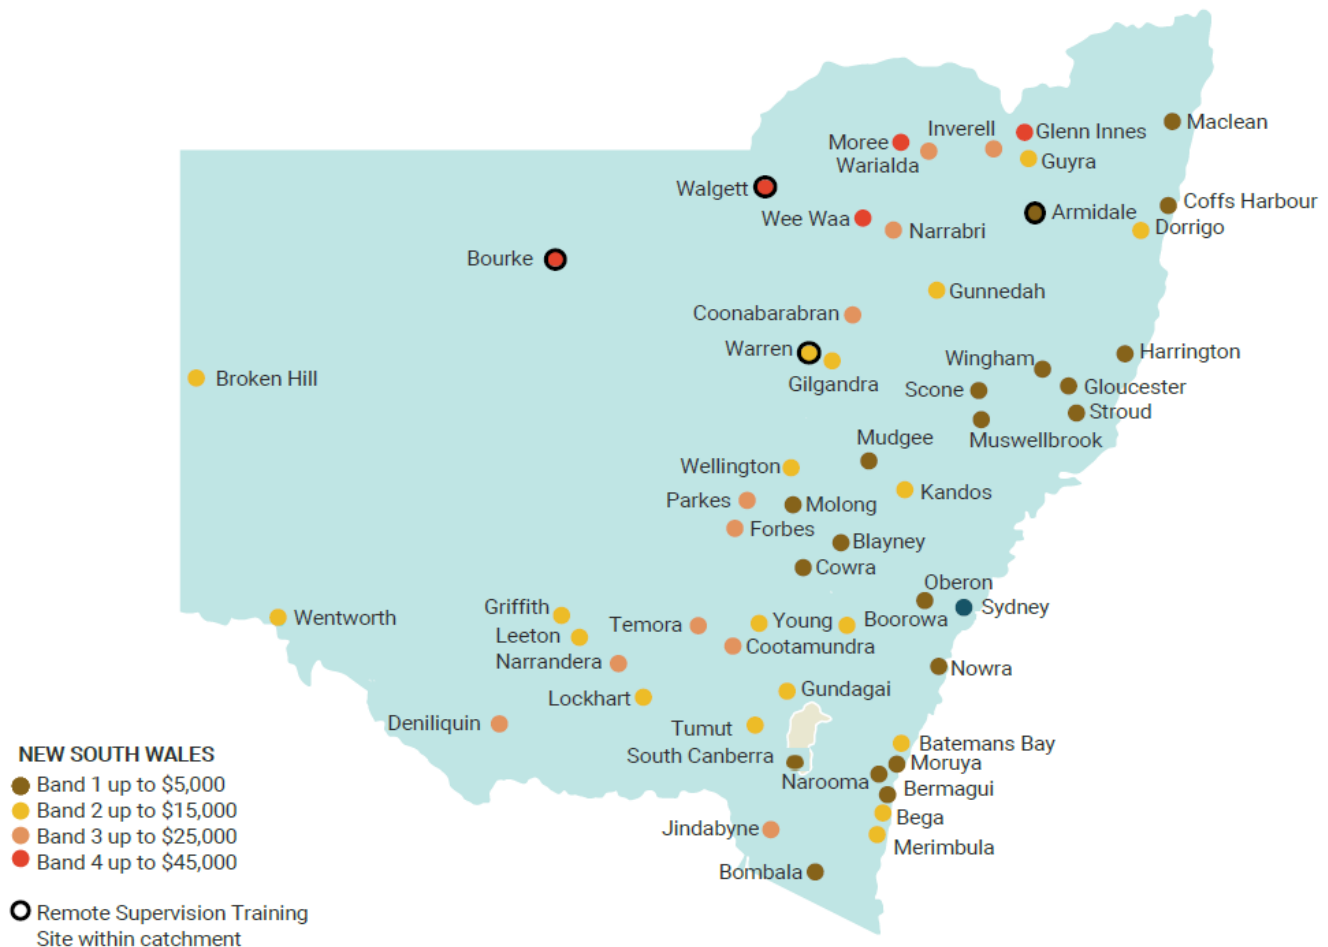 Maclean
Inverell
Glenn Innes
Moree
Warialda
Guyra
Walgett
Coffs Harbour
Armidale
Wee Waa
Dorrigo
Narrabri
Bourke
Gunnedah
Coonabarabran
Warren
Harrington
Wingham
Broken Hill
Gilgandra
Scone
Gloucester
Stroud
Mudgee
Muswellbrook
Wellington
Kandos
Parkes
Molong
Forbes
Blayney
Cowra
Oberon
Griffith
Sydney
Wentworth
Temora
Young
Boorowa
Leeton
Cootamundra
Narrandera
Nowra
Gundagai
Lockhart
Deniliquin
Tumut
Batemans Bay
South Canberra
Moruya
Narooma
Bermagui
Bega
Jindabyne
Merimbula
Bombala
NEW SOUTH WALES
Band 1 up to $5,000
Band 2 up to $15,000
Band 3 up to $25,000
Band 4 up to $45,000
Remote Supervision Training
Site within catchment